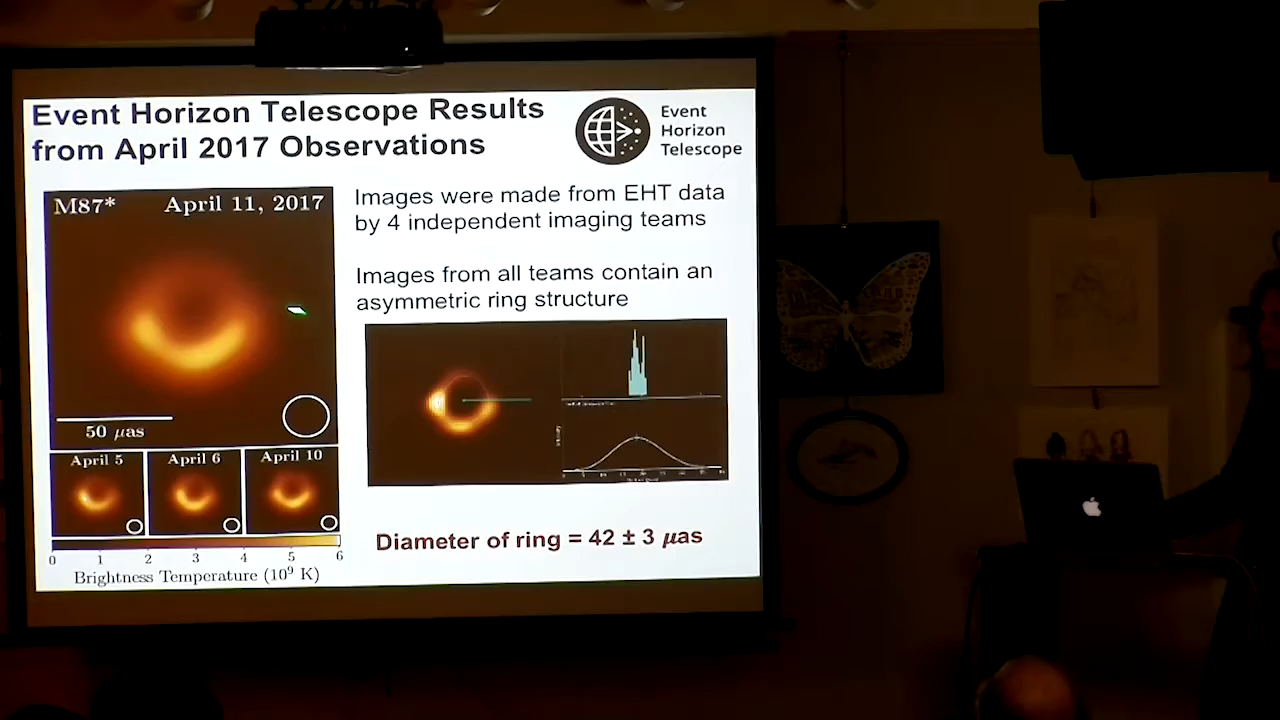 Event Horizon Telescope Results
from April 2017 Observations
Event
Horizon
Telescope
M87* April 11, 2017
50 μas
April 5 April 6 April 10
0 1 2 3 4 5 6
Brightness Temperature (10⁹ K)
Images were made from EHT data
by 4 independent imaging teams
Images from all teams contain an
asymmetric ring structure
Diameter of ring = 42 ± 3 μas